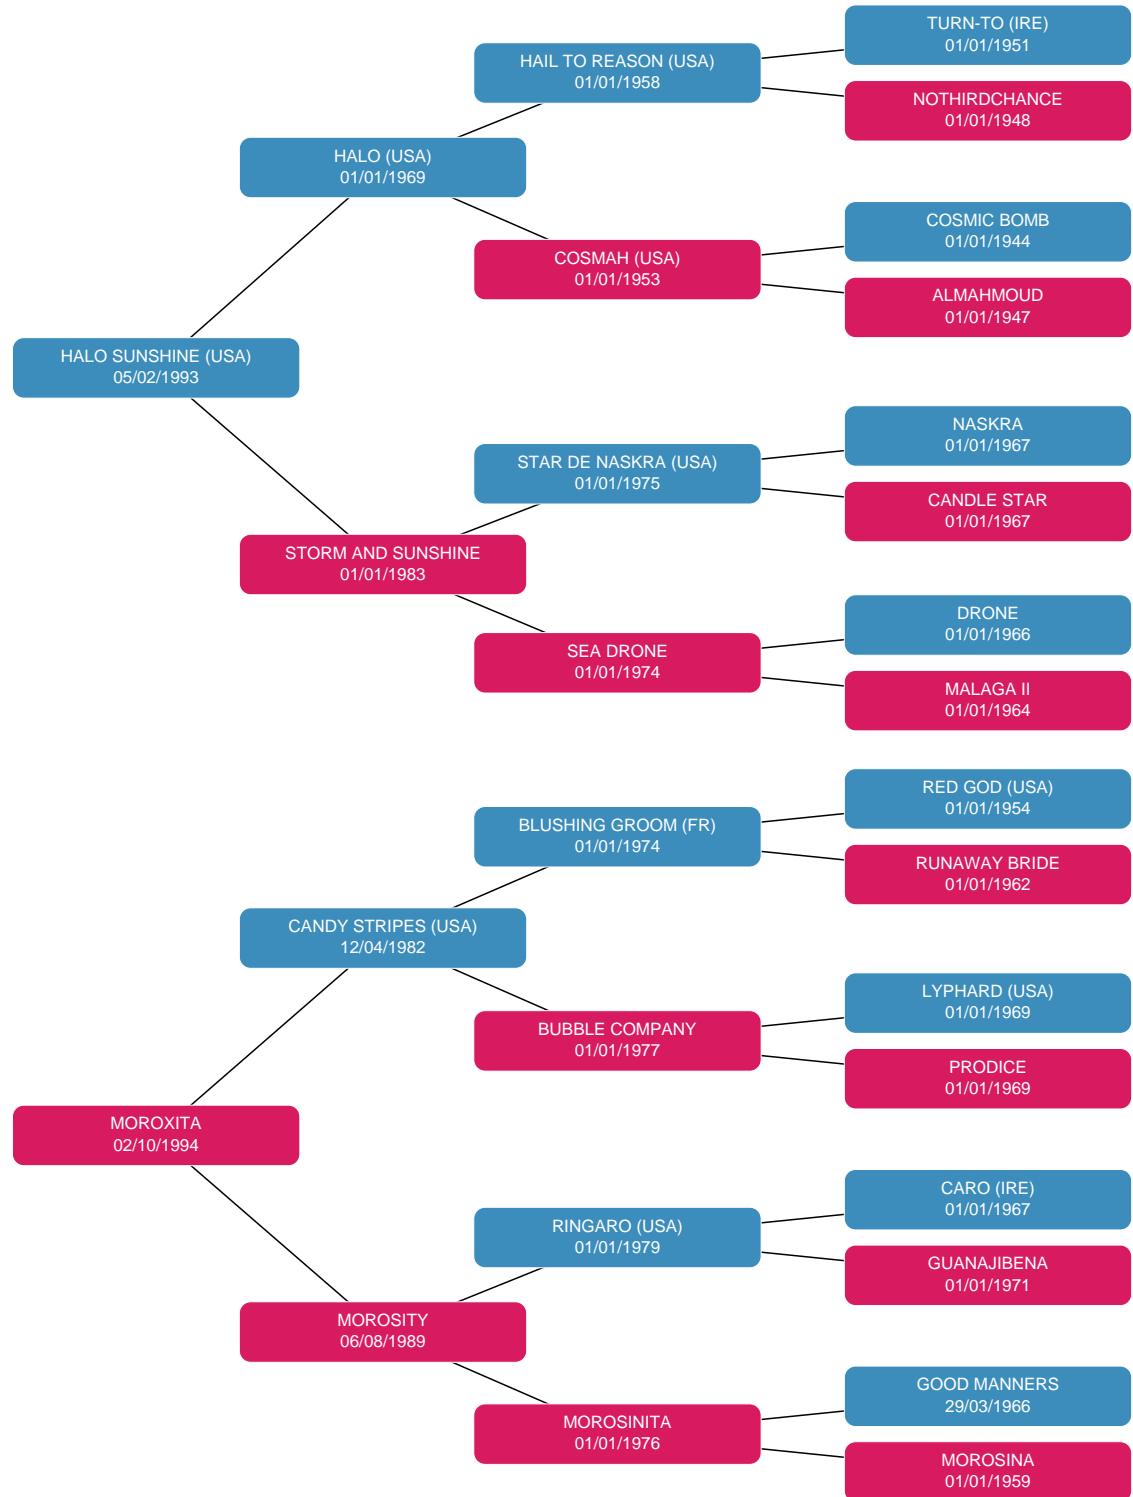 TURN-TO (IRE)
01/01/1951
HAIL TO REASON (USA)
01/01/1958
NOTHIRDCHANCE
01/01/1948
HALO (USA)
01/01/1969
COSMIC BOMB
01/01/1944
COSMAH (USA)
01/01/1953
ALMAHMOUD
01/01/1947
HALO SUNSHINE (USA)
05/02/1993
NASKRA
01/01/1967
STAR DE NASKRA (USA)
01/01/1975
CANDLE STAR
01/01/1967
STORM AND SUNSHINE
01/01/1983
DRONE
01/01/1966
SEA DRONE
01/01/1974
MALAGA II
01/01/1964
RED GOD (USA)
01/01/1954
BLUSHING GROOM (FR)
01/01/1974
RUNAWAY BRIDE
01/01/1962
CANDY STRIPES (USA)
12/04/1982
LYPHARD (USA)
01/01/1969
BUBBLE COMPANY
01/01/1977
PRODICE
01/01/1969
MOROXITA
02/10/1994
CARO (IRE)
01/01/1967
RINGARO (USA)
01/01/1979
GUANAJIBENA
01/01/1971
MOROSITY
06/08/1989
GOOD MANNERS
29/03/1966
MOROSINITA
01/01/1976
MOROSINA
01/01/1959